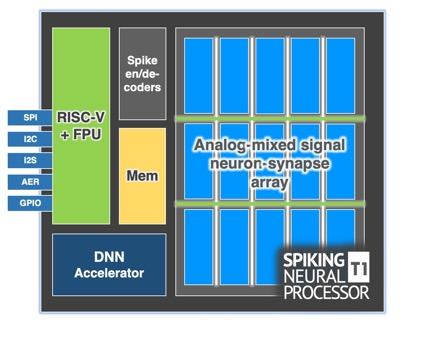 SPI
I2C
I2S
AER
GPIO
RISC-V
+ FPU
Spike
en/de-
coders
Mem
DNN
Accelerator
Analog-mixed signal
neuron-synapse
array
SPIKING
NEURAL
PROCESSOR
T1